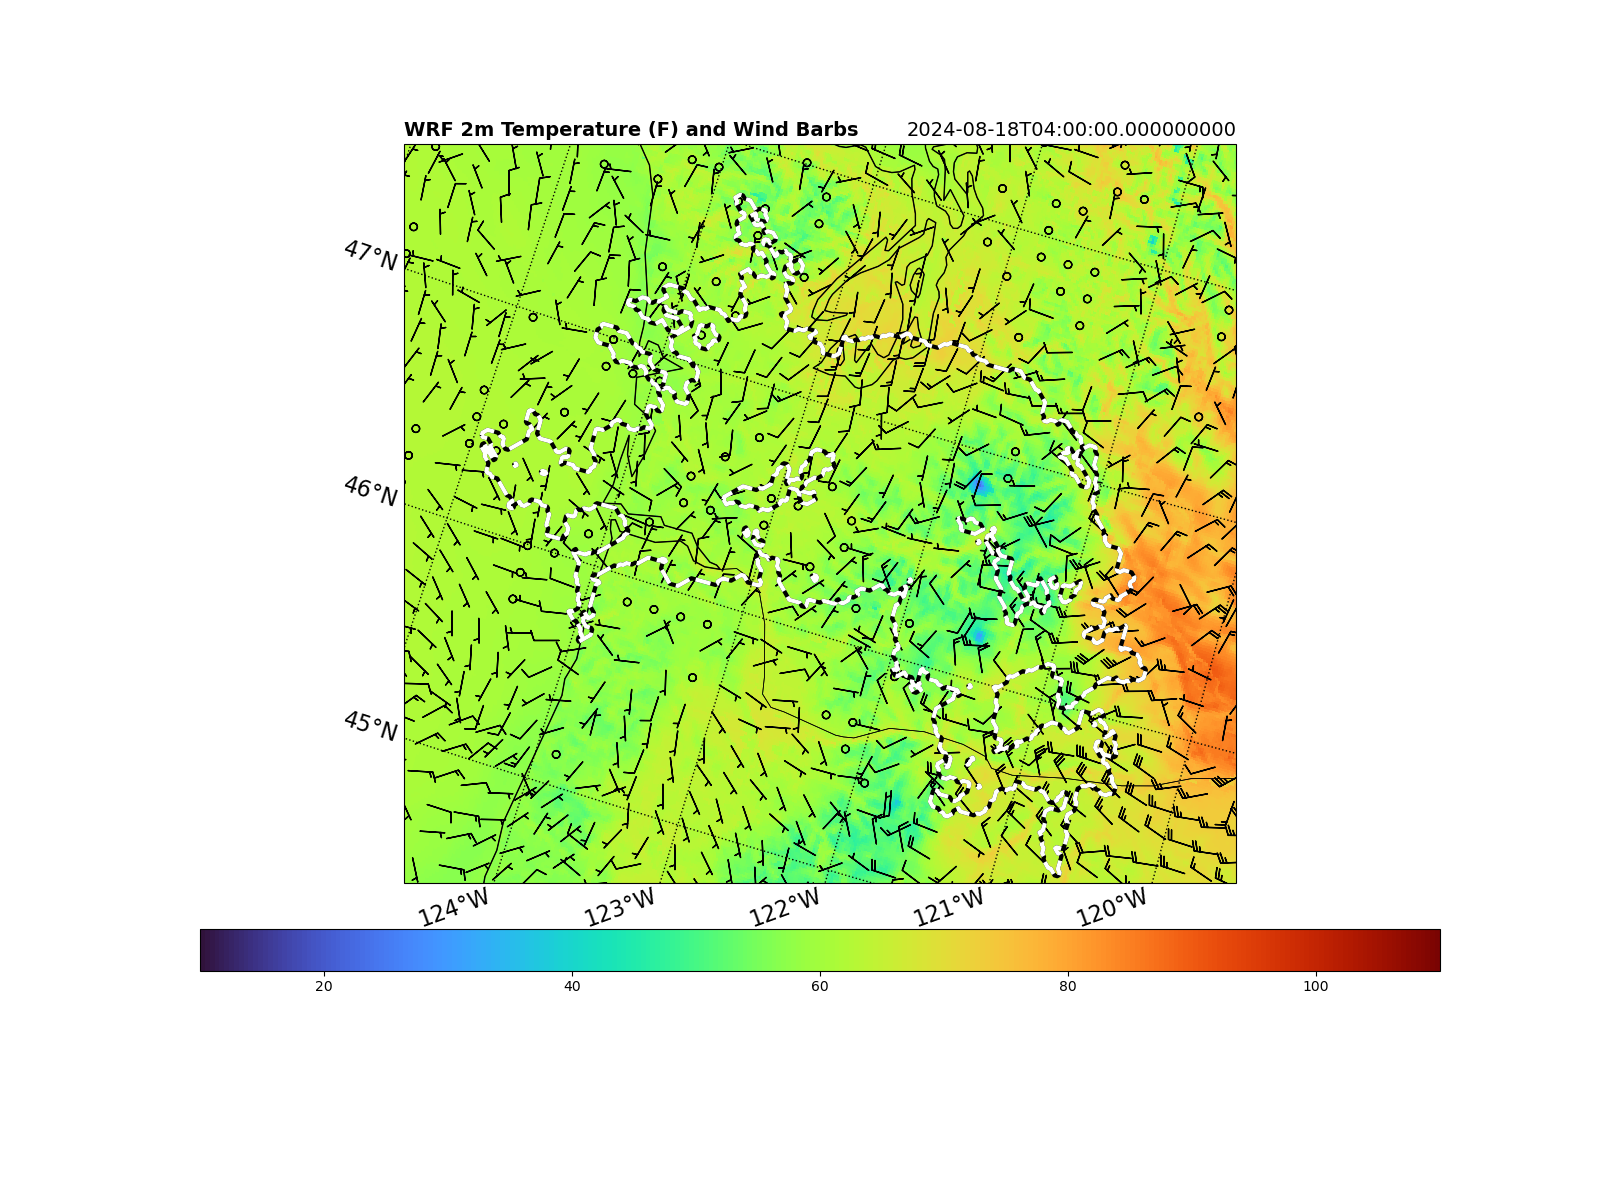 WRF 2m Temperature (F) and Wind Barbs 2024-08-18T04:00:00.000000000
47°N
46°N
45°N
124°W 123°W 122°W 121°W 120°W
20 40 60 80 100